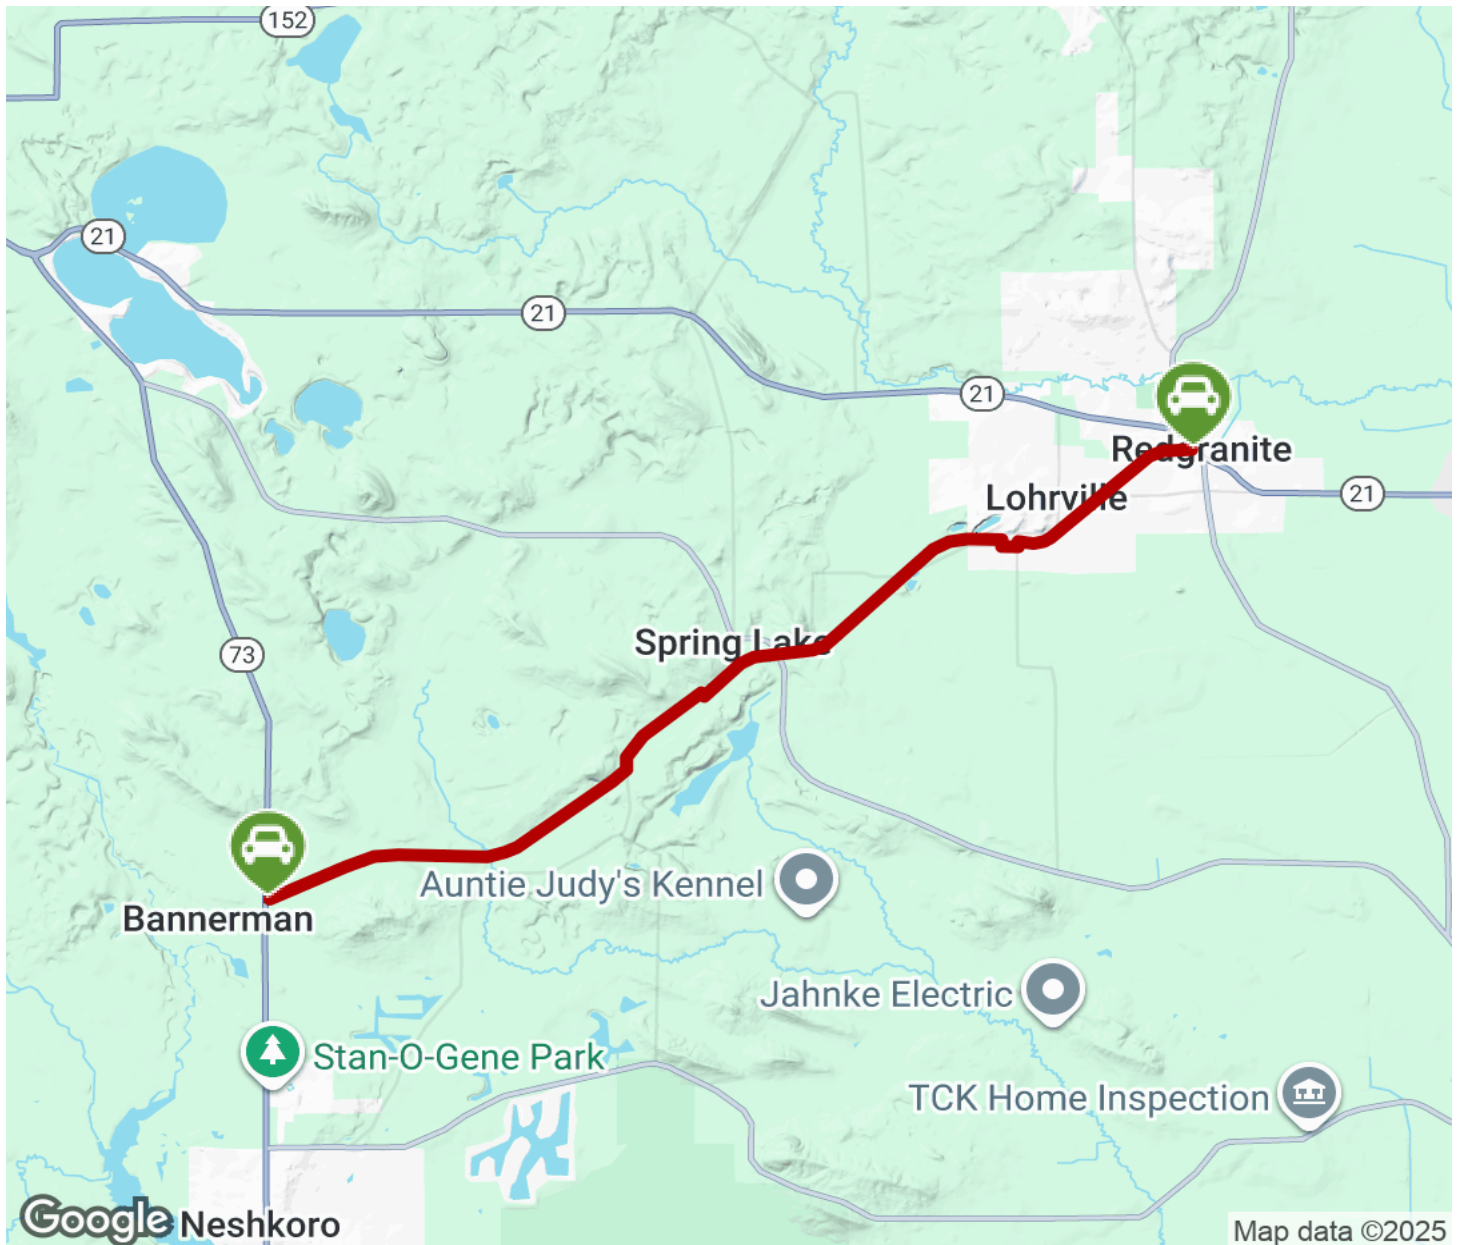 152
21
21
21
Redgranite
Lohrville
21
Spring Lake
73
Auntie Judy's Kennel
Bannerman
Jahnke Electric
Stan-O-Gene Park
TCK Home Inspection
Google
Neshkoro
Map data ©2025